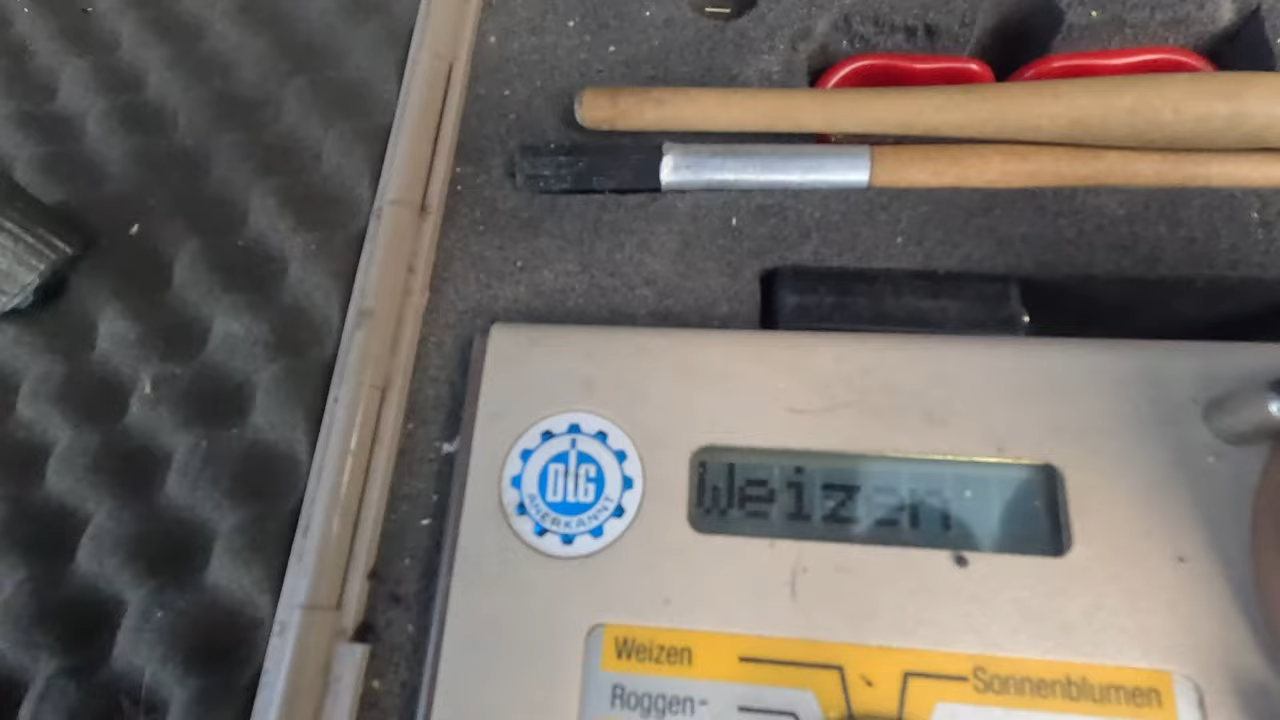 DLG
ANERKANNT
Weizen
Weizen
Sonnenblumen
Roggen-